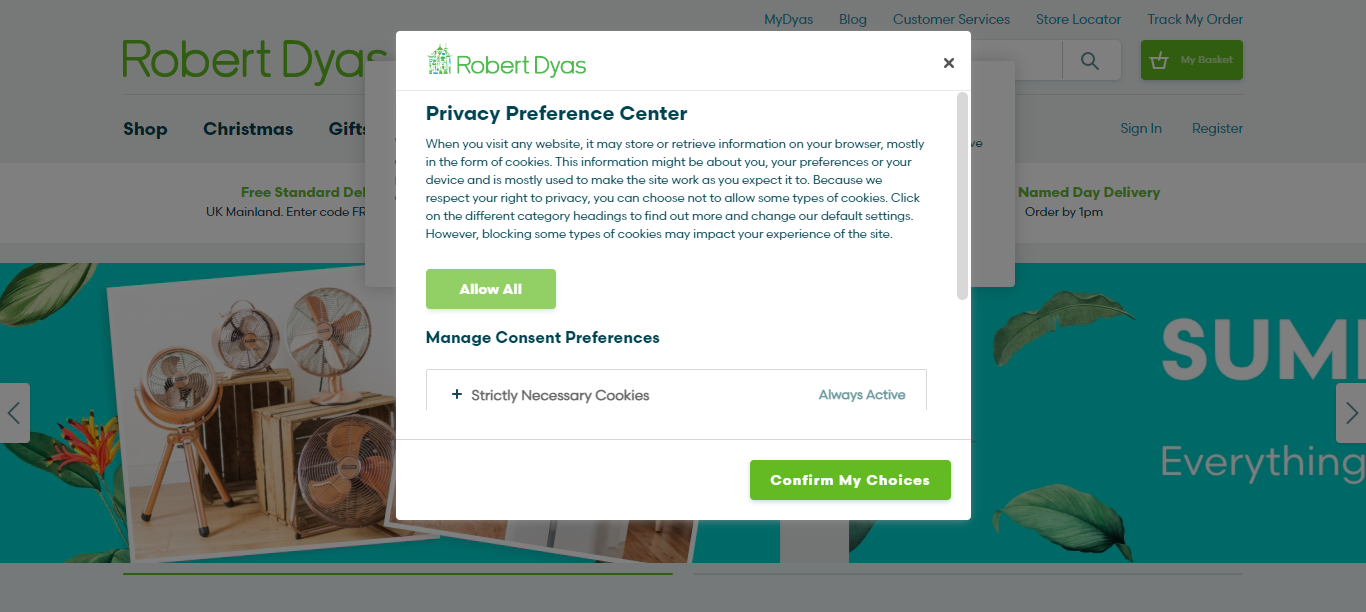 MyDyas Blog Customer Services Store Locator Track My Order
Robert Dyas
My Basket
Shop Christmas Gifts
Sign In Register
Free Standard Del
UK Mainland. Enter code FR
Named Day Delivery
Order by 1pm
Robert Dyas
Privacy Preference Center
When you visit any website, it may store or retrieve information on your browser, mostly
in the form of cookies. This information might be about you, your preferences or your
device and is mostly used to make the site work as you expect it to. Because we
respect your right to privacy, you can choose not to allow some types of cookies. Click
on the different category headings to find out more and change our default settings.
However, blocking some types of cookies may impact your experience of the site.
Allow All
Manage Consent Preferences
+ Strictly Necessary Cookies Always Active
Confirm My Choices
SUMM
Everything